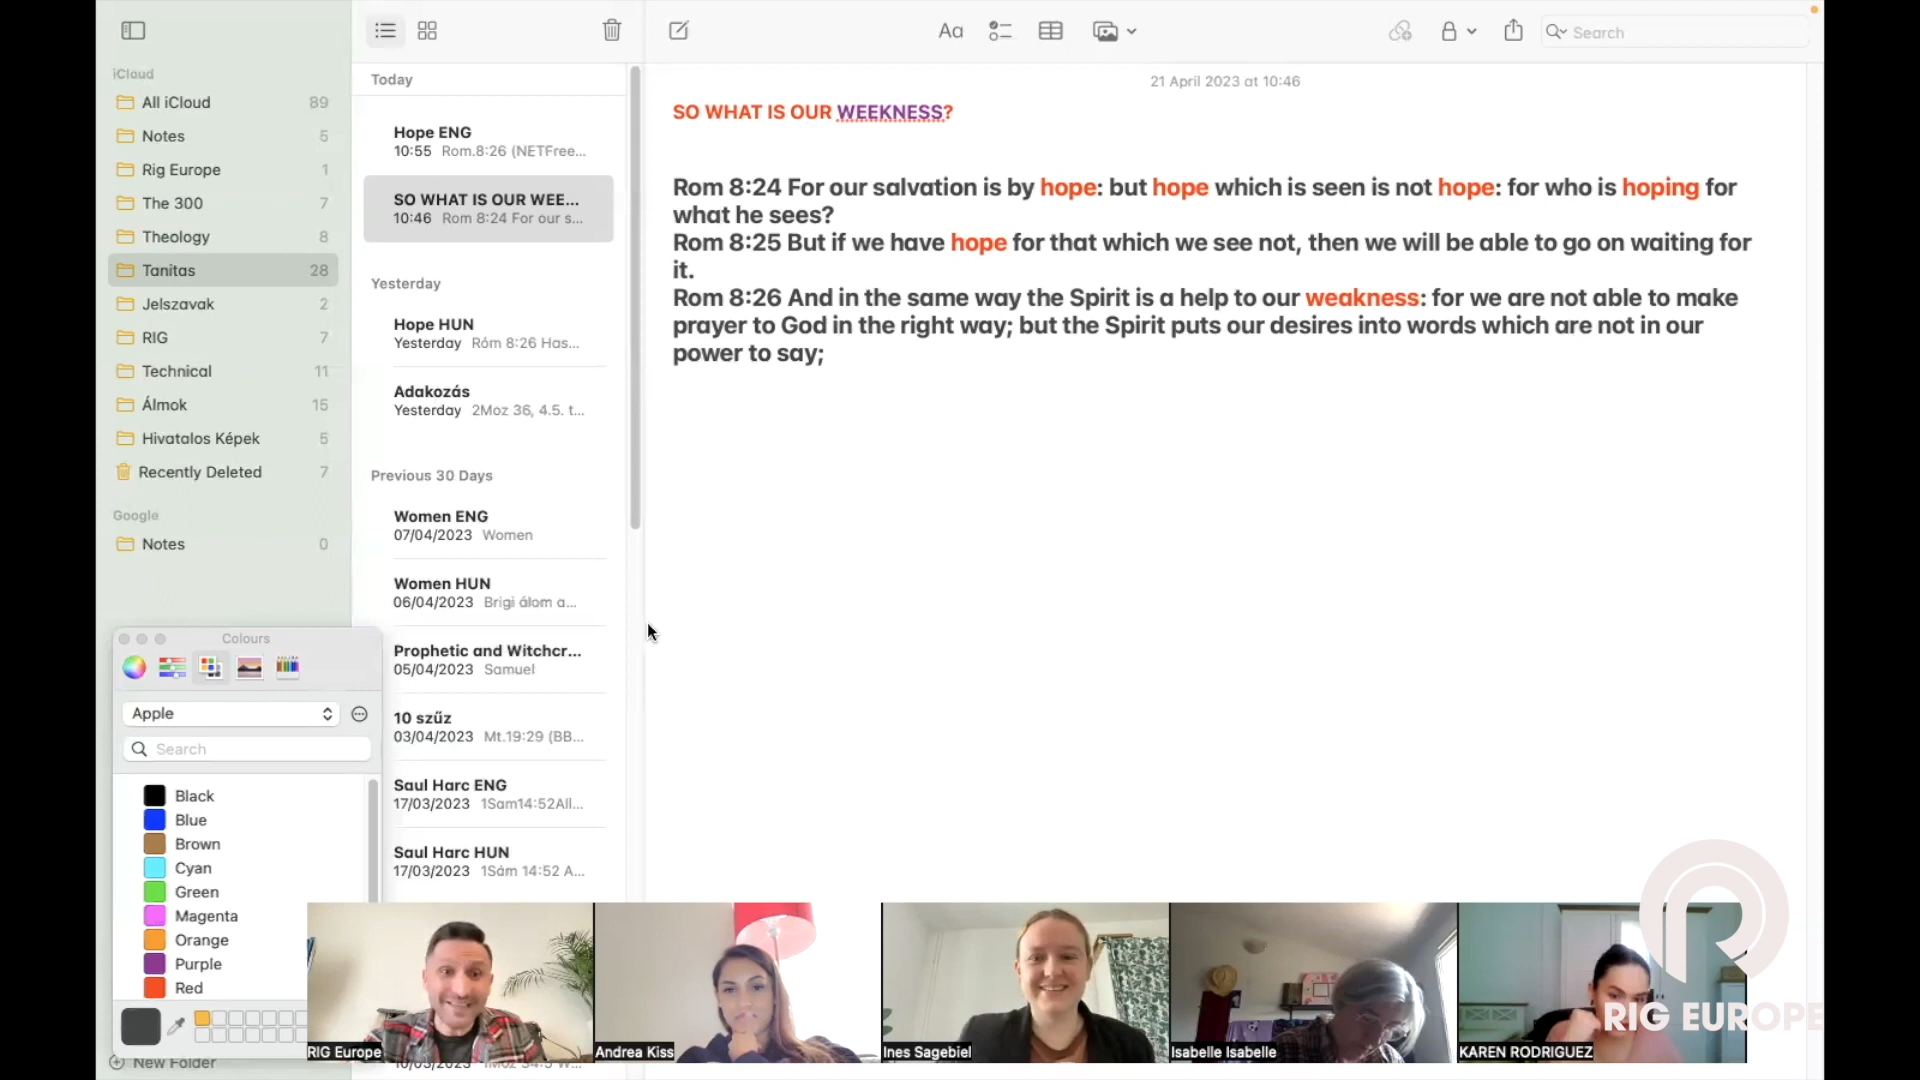 iCloud
All iCloud 89
Notes 5
Rig Europe 1
The 300 7
Theology 8
Tanitas 28
Jelszavak 2
RIG 7
Technical 11
Álmok 15
Hivatalos Képek 5
Recently Deleted 7
Google
Notes 0
Colours
Apple
Search
Black
Blue
Brown
Cyan
Green
Magenta
Orange
Purple
Red
New Folder
Today
Hope ENG
10:55 Rom.8:26 (NETFree...
SO WHAT IS OUR WEE...
10:46 Rom 8:24 For our s...
Yesterday
Hope HUN
Yesterday Róm 8:26 Has...
Adakozás
Yesterday 2Moz 36, 4.5. t...
Previous 30 Days
Women ENG
07/04/2023 Women
Women HUN
06/04/2023 Brigi álom a...
Prophetic and Witchcr...
05/04/2023 Samuel
10 szűz
03/04/2023 Mt.19:29 (BB...
Saul Harc ENG
17/03/2023 1Sam14:52All...
Saul Harc HUN
17/03/2023 1Sám 14:52 A...
Aa
Search
21 April 2023 at 10:46
SO WHAT IS OUR WEEKNESS?
Rom 8:24 For our salvation is by hope: but hope which is seen is not hope: for who is hoping for
what he sees?
Rom 8:25 But if we have hope for that which we see not, then we will be able to go on waiting for
it.
Rom 8:26 And in the same way the Spirit is a help to our weakness: for we are not able to make
prayer to God in the right way; but the Spirit puts our desires into words which are not in our
power to say;
RIG Europe
Andrea Kiss
Ines Sagebiel
Isabelle Isabelle
KAREN RODRIGUEZ
RIG EUROPE